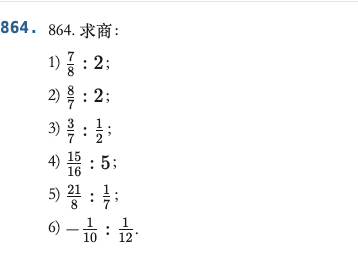 864. 864. 求商:
1) 7/8 : 2;
2) 8/7 : 2;
3) 3/7 : 1/2;
4) 15/16 : 5;
5) 21/8 : 1/7;
6) −1/10 : 1/12.